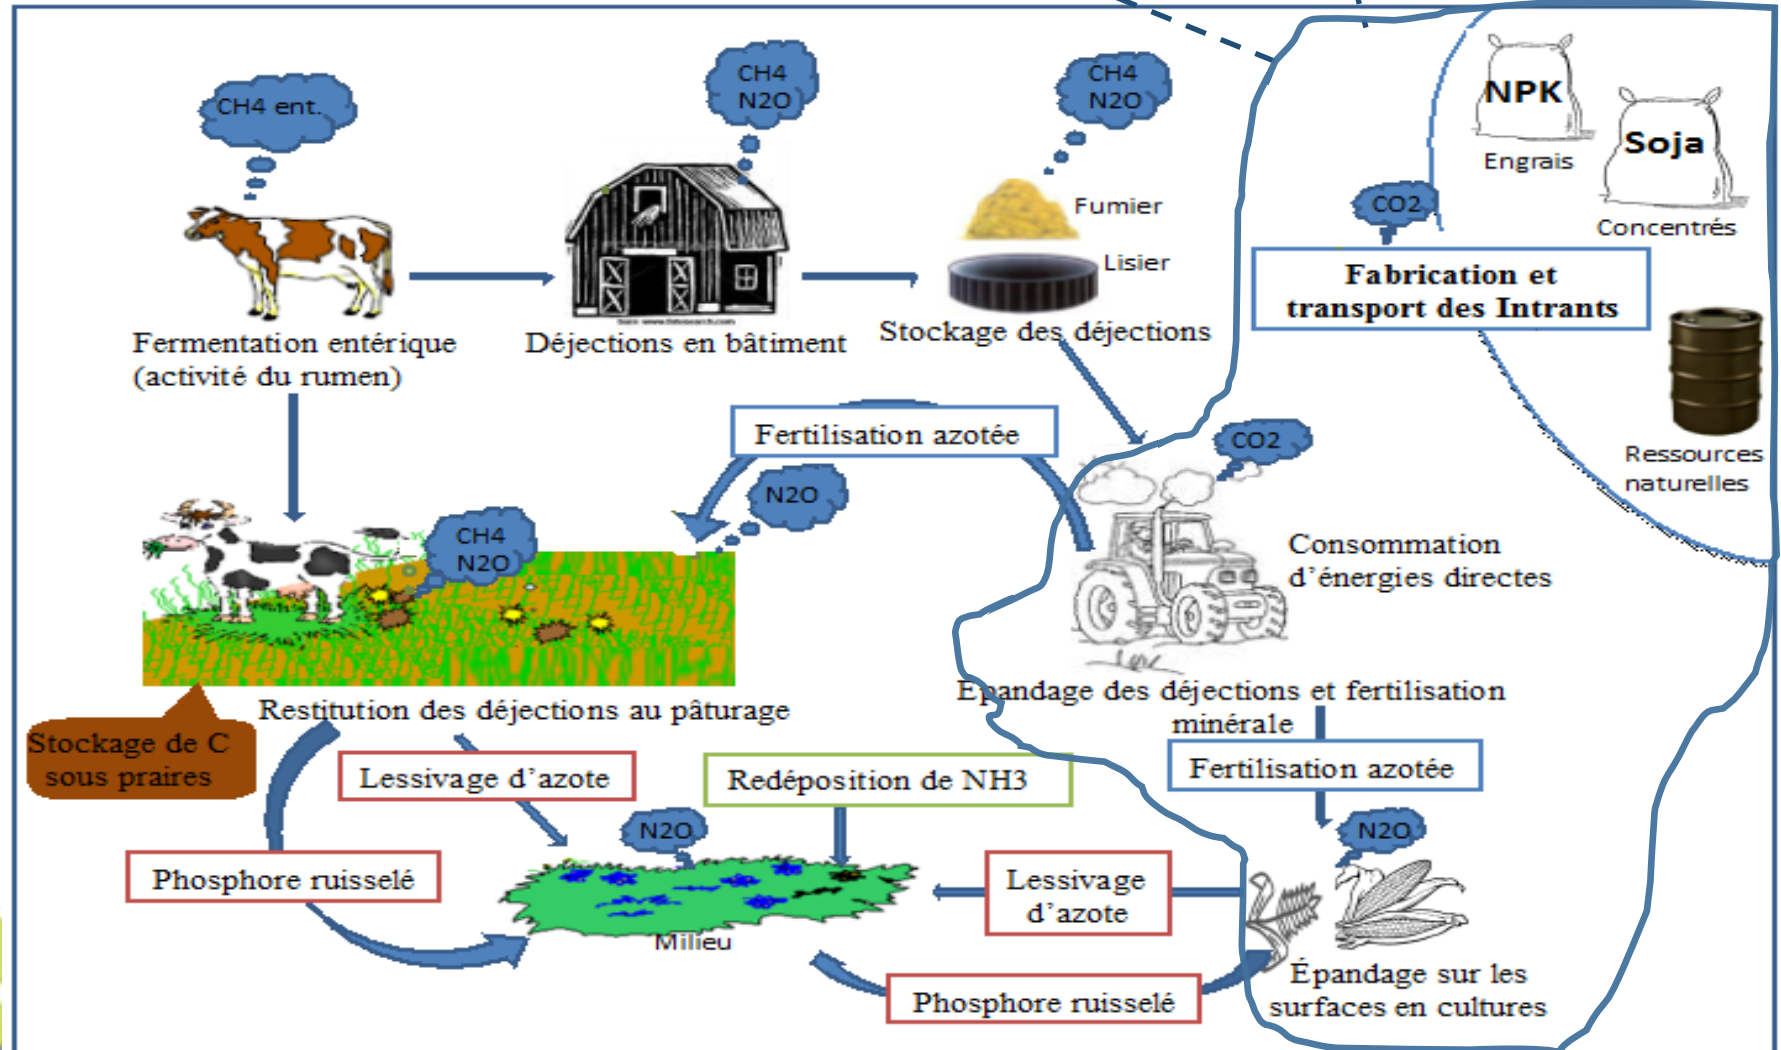 CH4 ent.
CH4
N2O
CH4
N2O
NPK
Engrais
Soja
Concentrés
CO2
Fumier
Lisier
Fabrication et
transport des Intrants
Fermentation entérique
(activité du rumen)
Déjections en bâtiment
Stockage des déjections
Ressources
naturelles
Fertilisation azotée
CO2
N2O
CH4
N2O
Consommation
d'énergies directes
Epandage des déjections et fertilisation
minérale
Restitution des déjections au pâturage
Stockage de C
sous praires
Lessivage d'azote
Redéposition de NH3
Fertilisation azotée
N2O
N2O
Phosphore ruisselé
Lessivage
d'azote
Milieu
Phosphore ruisselé
Épandage sur les
surfaces en cultures